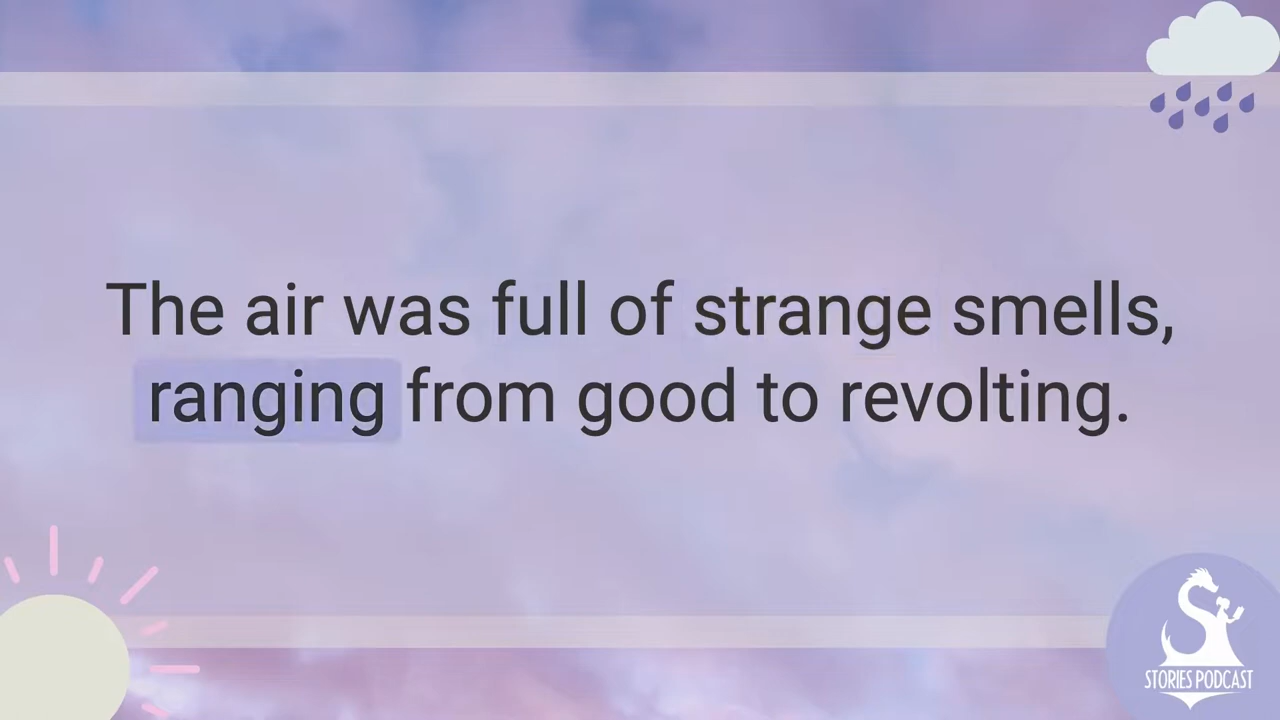 The air was full of strange smells,
ranging from good to revolting.
STORIES PODCAST